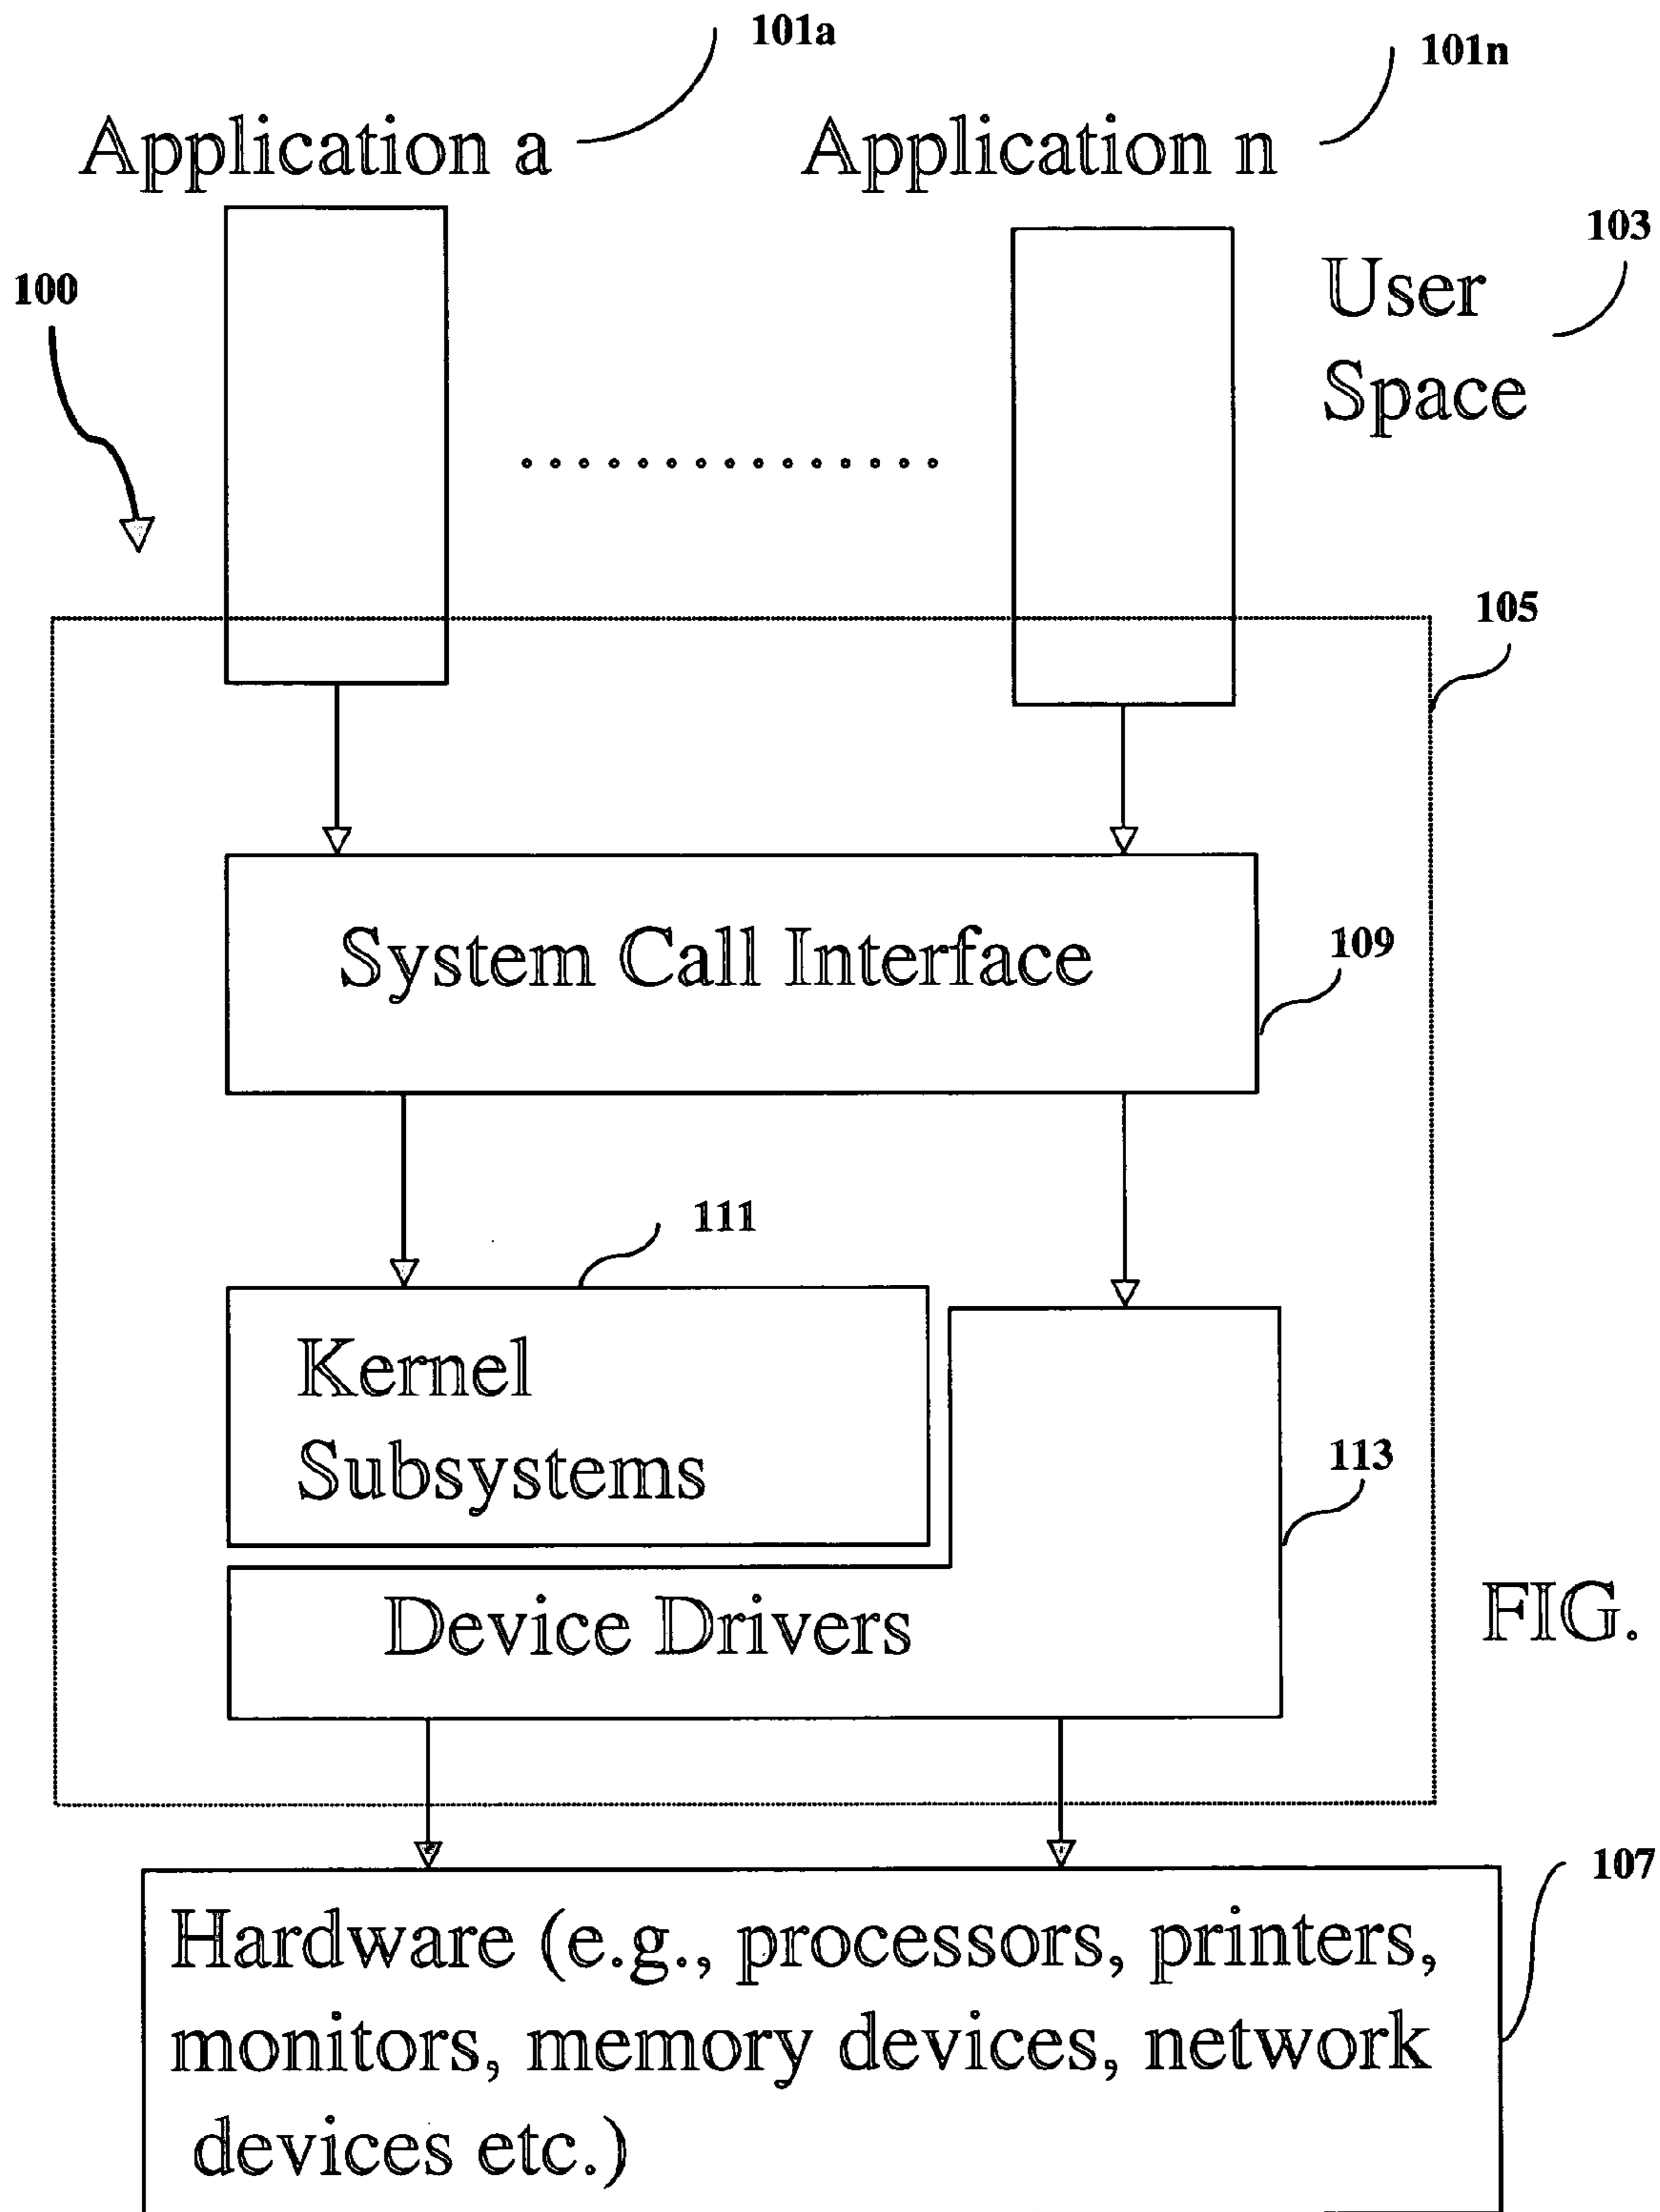 101a
101n
Application a
Application n
103
User
Space
100
105
System Call Interface
109
111
Kernel
Subsystems
113
Device Drivers
FIG.
107
Hardware (e.g., processors, printers,
monitors, memory devices, network
devices etc.)